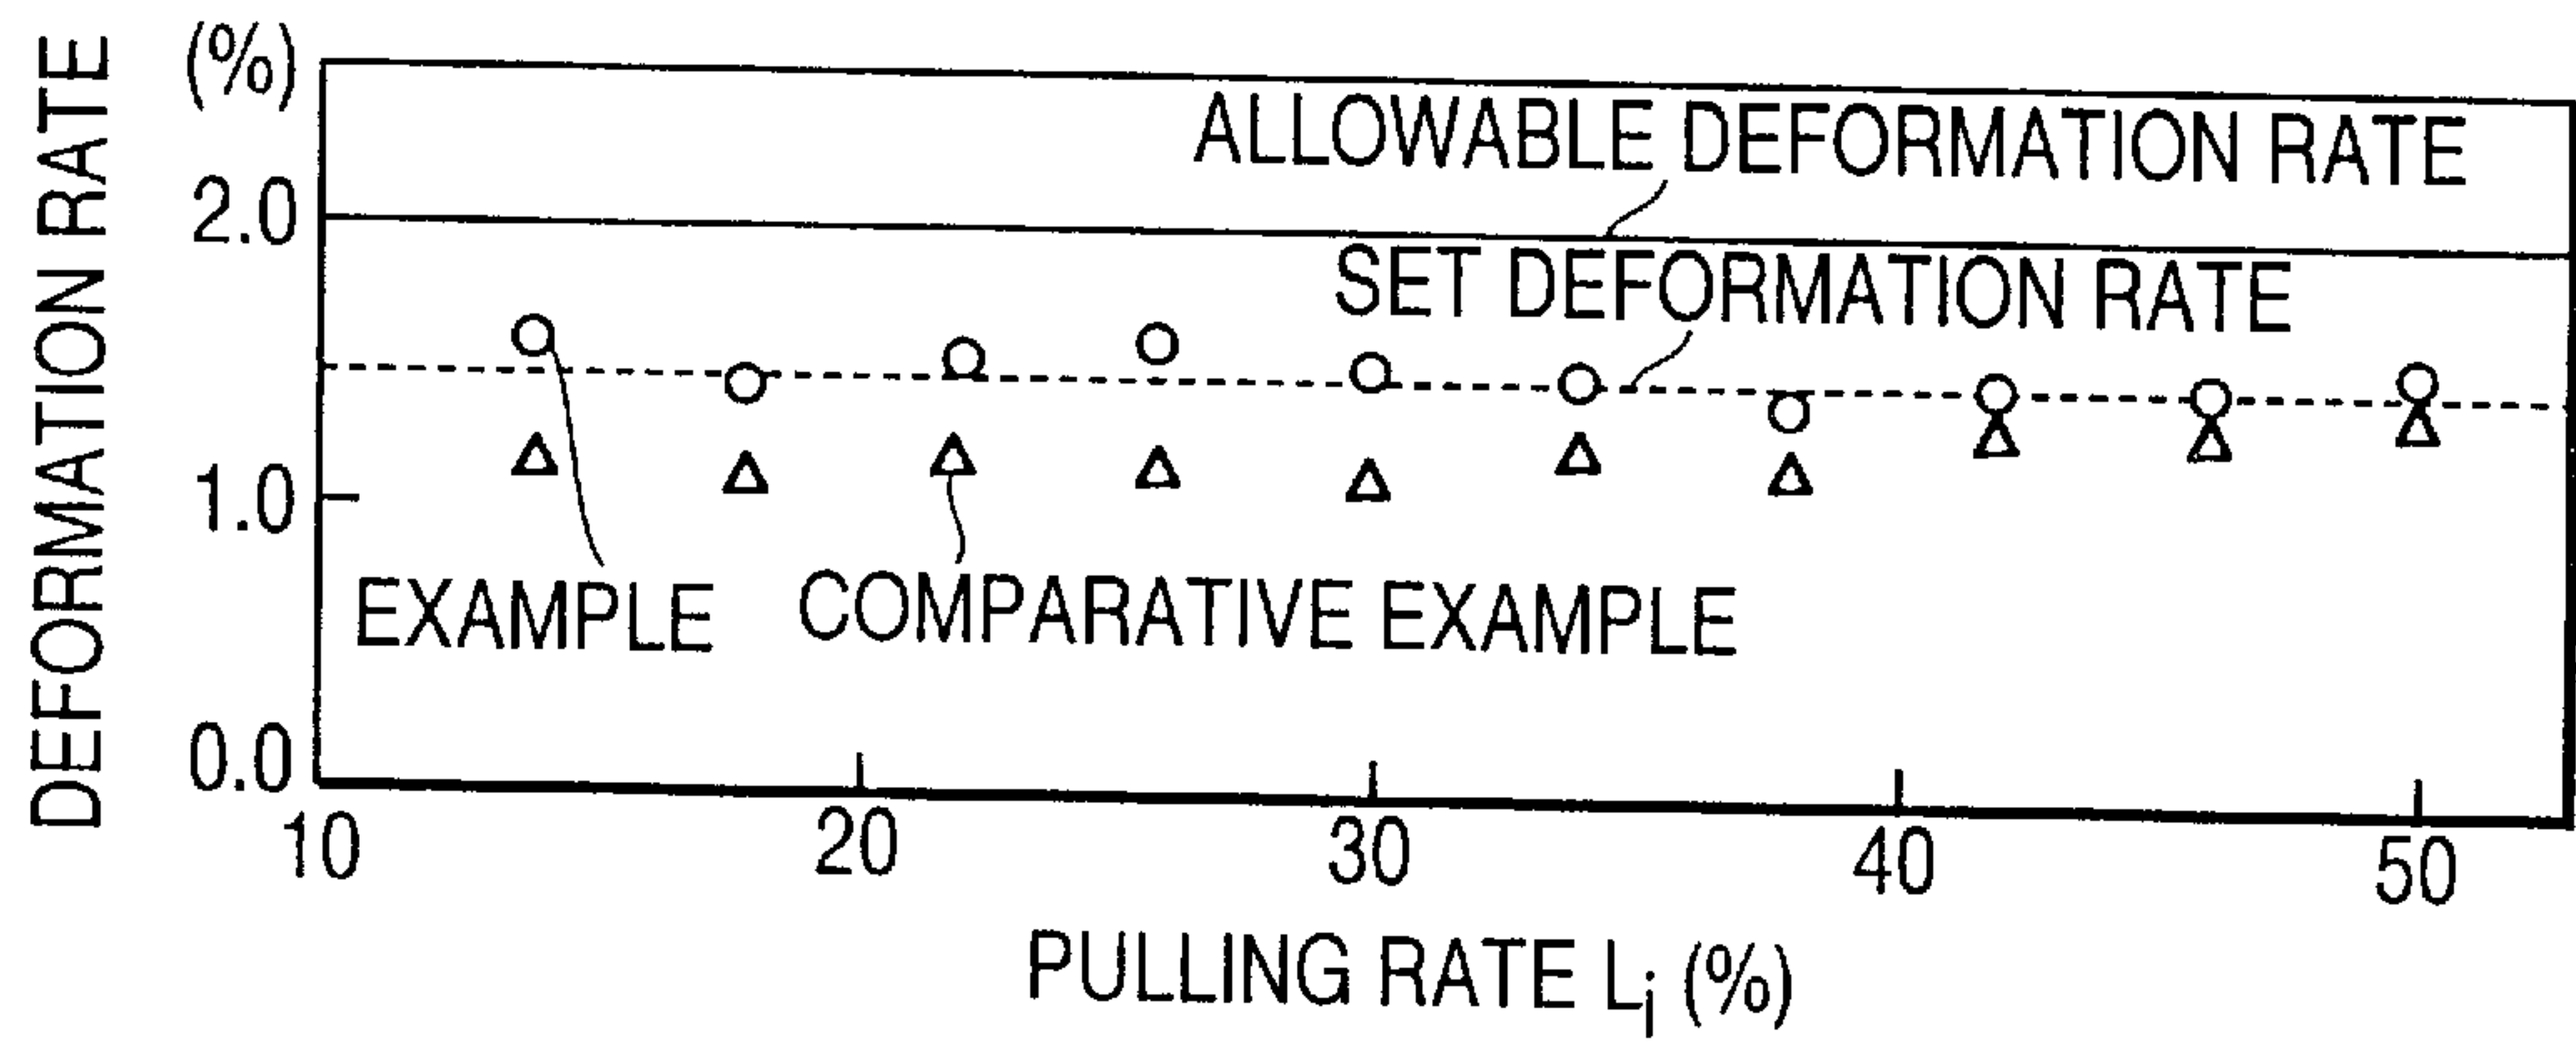 DEFORMATION RATE
(%)
ALLOWABLE DEFORMATION RATE
2.0
SET DEFORMATION RATE
1.0
EXAMPLE
COMPARATIVE EXAMPLE
0.0
10
20
30
40
50
PULLING RATE Li (%)